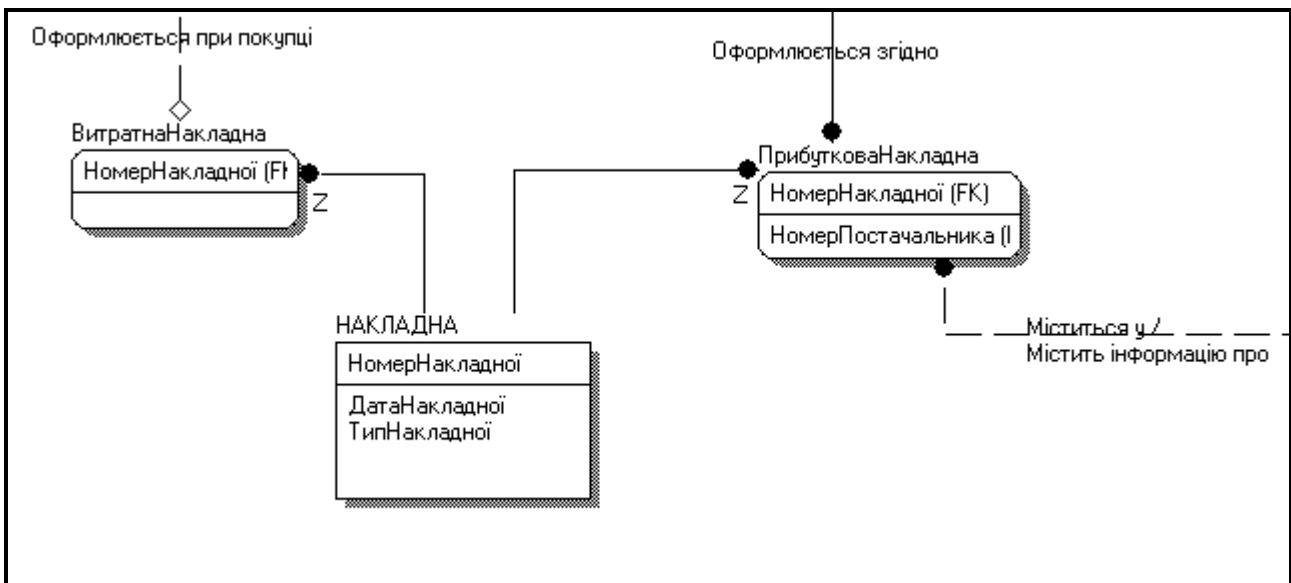 Оформлюється при покупці
Оформлюється згідно
ВитратнаНакладна
НомерНакладної (FK
Z
ПрибутковаНакладна
Z
НомерНакладної (FK)
НомерПостачальника (I
НАКЛАДНА
НомерНакладної
ДатаНакладної
ТипНакладної
Міститься у /
Містить інформацію про